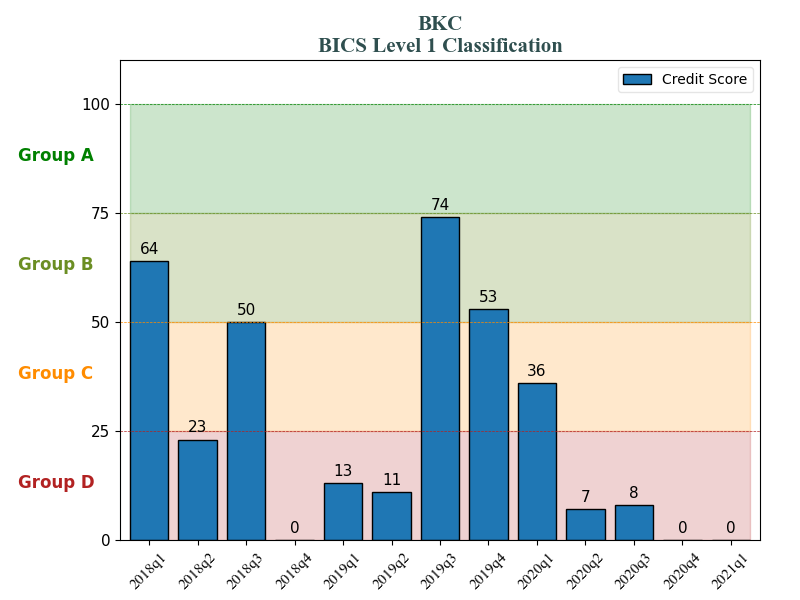 BKC
BICS Level 1 Classification
Credit Score
100
Group A
75
Group B
50
Group C
25
Group D
0
64
23
50
0
13
11
74
53
36
7
8
0
0
2018q1
2018q2
2018q3
2018q4
2019q1
2019q2
2019q3
2019q4
2020q1
2020q2
2020q3
2020q4
2021q1